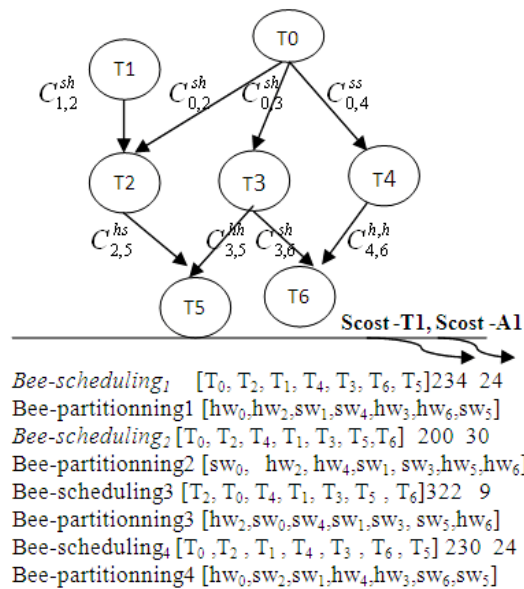 T0
T1
C^{sh}_{1,2}
C^{sh}_{0,2}
C^{sh}_{0,3}
C^{ss}_{0,4}
T2
T3
T4
C^{hs}_{2,5}
C^{hh}_{3,5}
C^{sh}_{3,6}
C^{h,h}_{4,6}
T5
T6
Scost -T1, Scost -A1
Bee-scheduling₁ [T₀, T₂, T₁, T₄, T₃, T₆, T₅]234 24
Bee-partitionning1 [hw₀,hw₂,sw₁,sw₄,hw₃,hw₆,sw₅]
Bee-scheduling₂ [T₀, T₂, T₄, T₁, T₃, T₅,T₆] 200 30
Bee-partitionning2 [sw₀, hw₂, hw₄,sw₁, sw₃,hw₅,hw₆]
Bee-scheduling3 [T₂, T₀, T₄, T₁, T₃, T₅ , T₆]322 9
Bee-partitionning3 [hw₂,sw₀,sw₄,sw₁,sw₃, sw₅,hw₆]
Bee-scheduling₄ [T₀ ,T₂ , T₁ , T₄ , T₃ , T₆ , T₅] 230 24
Bee-partitionning4 [hw₀,sw₂,sw₁,hw₄,hw₃,sw₆,sw₅]